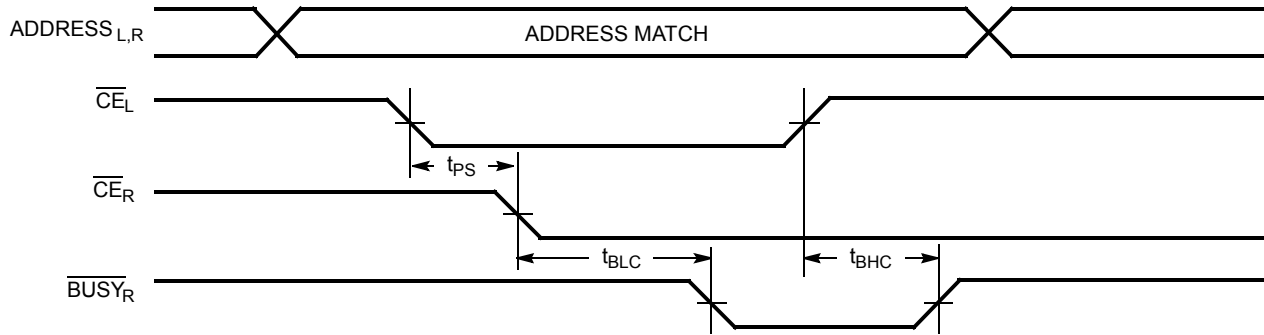 ADDRESS L,R
ADDRESS MATCH
CEL
tPS
CER
tBLC
tBHC
BUSYR